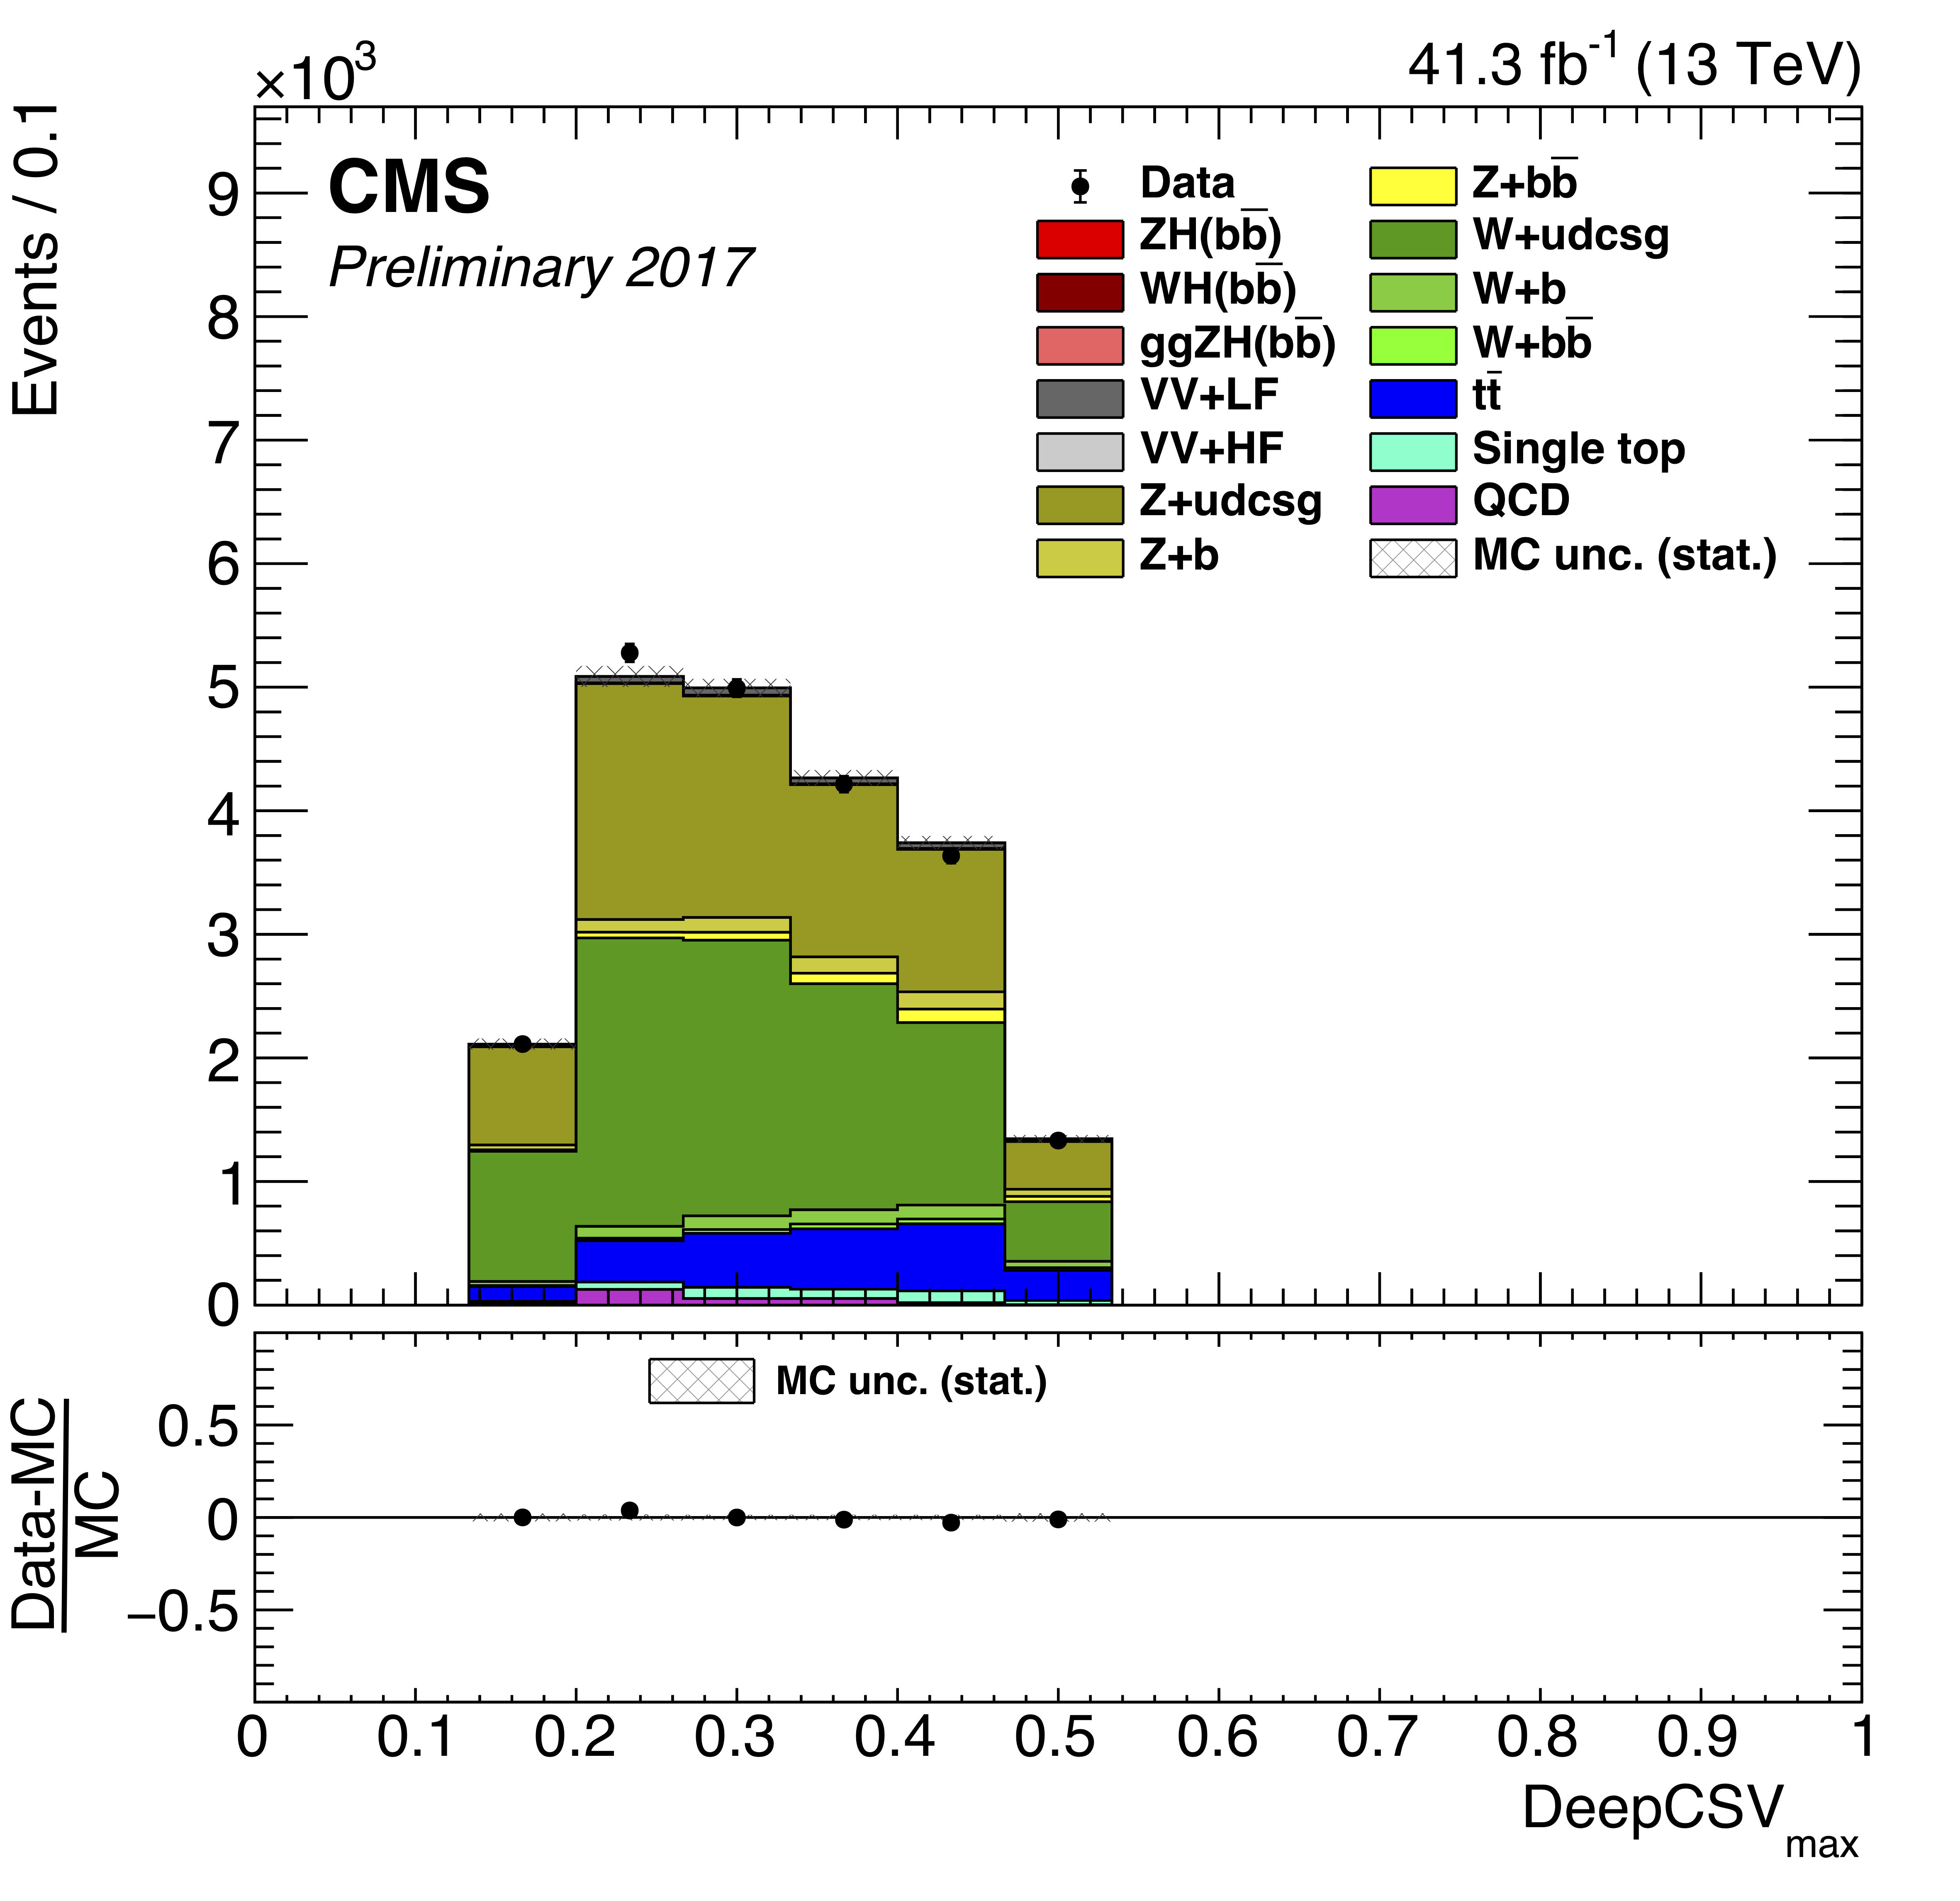 ×10³
41.3 fb⁻¹ (13 TeV)
Events / 0.1
CMS
Preliminary 2017
Data
ZH(bb̅)
WH(bb̅)
ggZH(bb̅)
VV+LF
VV+HF
Z+udcsg
Z+b
Z+bb̅
W+udcsg
W+b
W+bb̅
tt̅
Single top
QCD
MC unc. (stat.)
9
8
7
6
5
4
3
2
1
0
MC unc. (stat.)
Data-MC
MC
0.5
0
−0.5
0 0.1 0.2 0.3 0.4 0.5 0.6 0.7 0.8 0.9 1
DeepCSV max